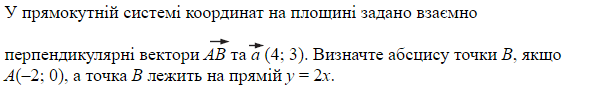 У прямокутній системі координат на площині задано взаємно
перпендикулярні вектори AB та a (4; 3). Визначте абсцису точки B, якщо
A(–2; 0), а точка B лежить на прямій y = 2x.